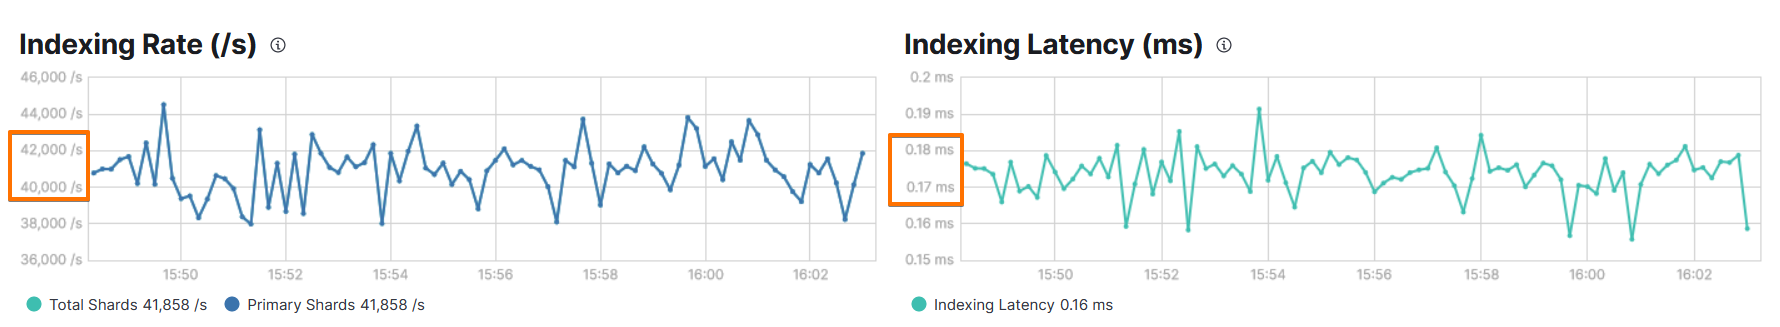 Indexing Rate (/s)
46,000 /s
44,000 /s
42,000 /s
40,000 /s
38,000 /s
36,000 /s
15:50 15:52 15:54 15:56 15:58 16:00 16:02
Total Shards 41,858 /s Primary Shards 41,858 /s
Indexing Latency (ms)
0.2 ms
0.19 ms
0.18 ms
0.17 ms
0.16 ms
0.15 ms
15:50 15:52 15:54 15:56 15:58 16:00 16:02
Indexing Latency 0.16 ms